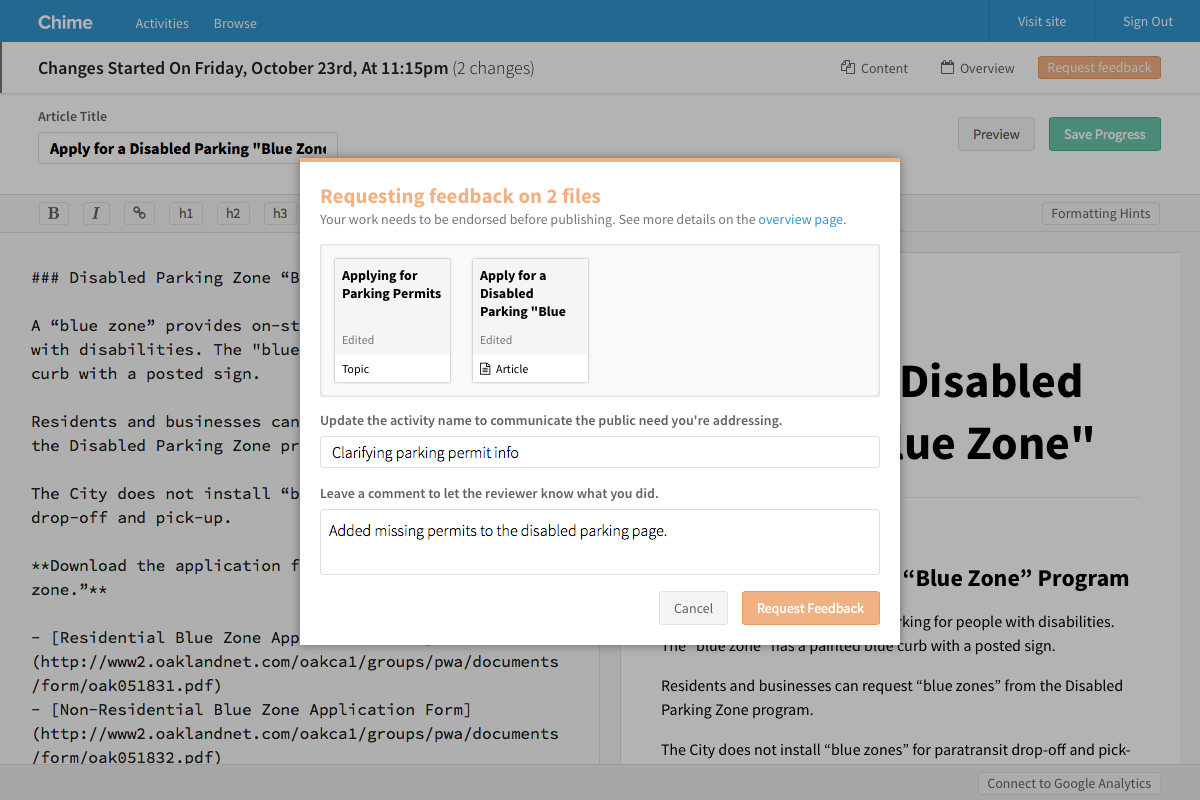 Chime Activities Browse Visit site Sign Out
Changes Started On Friday, October 23rd, At 11:15pm (2 changes) Content Overview Request feedback
Article Title
Apply for a Disabled Parking "Blue Zone
Preview Save Progress
B I h1 h2 h3 Formatting Hints
### Disabled Parking Zone “B
A “blue zone” provides on-st
with disabilities. The "blue
curb with a posted sign.
Residents and businesses can
the Disabled Parking Zone pr
The City does not install “b
drop-off and pick-up.
**Download the application f
zone.”**
- [Residential Blue Zone App
(http://www2.oaklandnet.com/oakca1/groups/pwa/documents
/form/oak051831.pdf)
- [Non-Residential Blue Zone Application Form]
(http://www2.oaklandnet.com/oakca1/groups/pwa/documents
/form/oak051832.pdf)
Requesting feedback on 2 files
Your work needs to be endorsed before publishing. See more details on the overview page.
Applying for
Parking Permits
Edited
Topic
Apply for a
Disabled
Parking "Blue
Edited
Article
Update the activity name to communicate the public need you're addressing.
Clarifying parking permit info
Leave a comment to let the reviewer know what you did.
Added missing permits to the disabled parking page.
Cancel Request Feedback
Disabled
lue Zone"
“Blue Zone” Program
rking for people with disabilities.
The “blue zone” has a painted blue curb with a posted sign.
Residents and businesses can request “blue zones” from the Disabled
Parking Zone program.
The City does not install “blue zones” for paratransit drop-off and pick-
Connect to Google Analytics